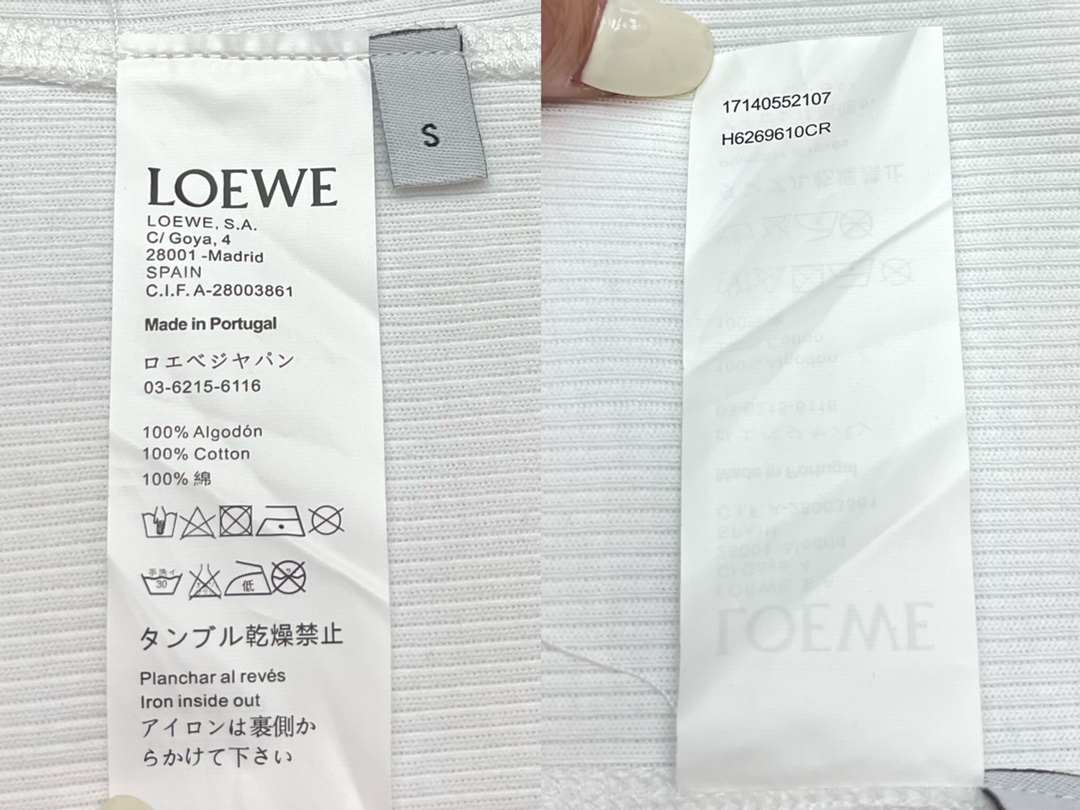 S
LOEWE
LOEWE, S.A.
C/ Goya, 4
28001 -Madrid
SPAIN
C.I.F. A-28003861
Made in Portugal
ロエベジャパン
03-6215-6116
100% Algodón
100% Cotton
100% 綿
手洗イ
30
低
タンブル乾燥禁止
Planchar al revés
Iron inside out
アイロンは裏側か
らかけて下さい
17140552107
H6269610CR